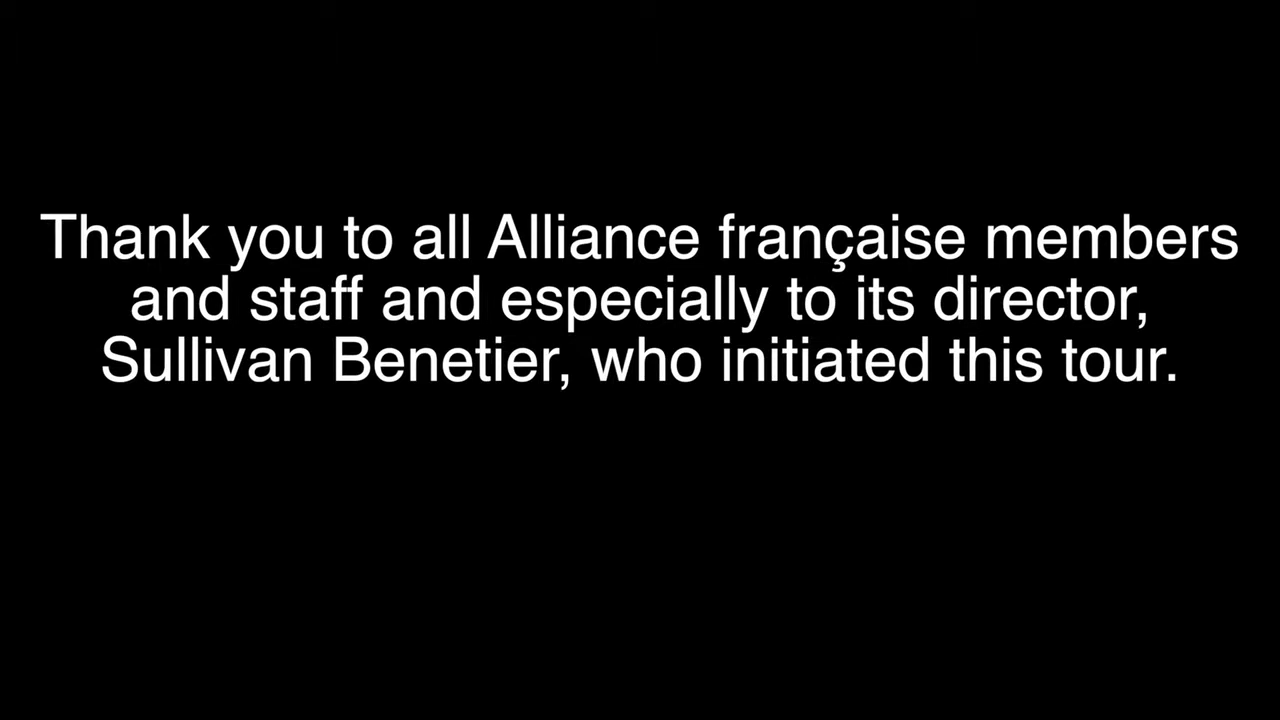 Thank you to all Alliance française members
and staff and especially to its director,
Sullivan Benetier, who initiated this tour.